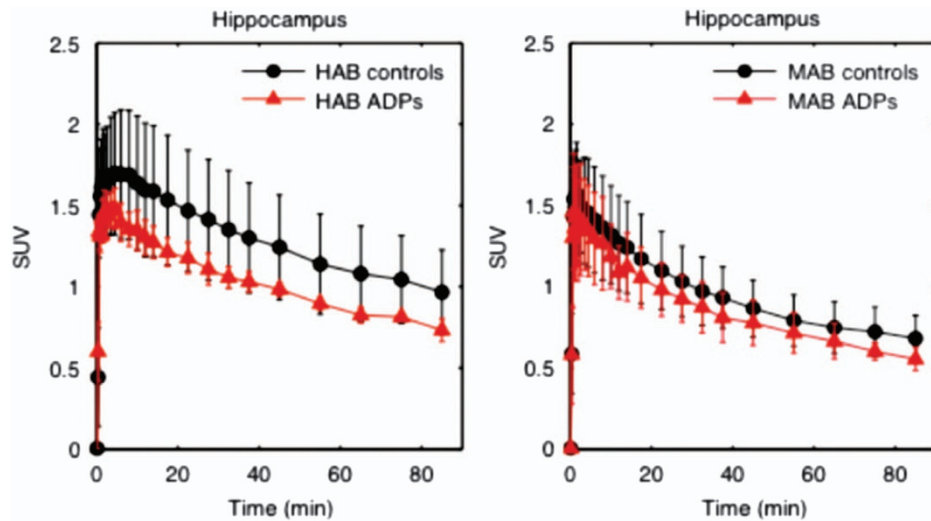 Hippocampus
2.5
2
1.5
1
0.5
0
SUV
HAB controls
HAB ADPs
0 20 40 60 80
Time (min)
Hippocampus
2.5
2
1.5
1
0.5
0
SUV
MAB controls
MAB ADPs
0 20 40 60 80
Time (min)